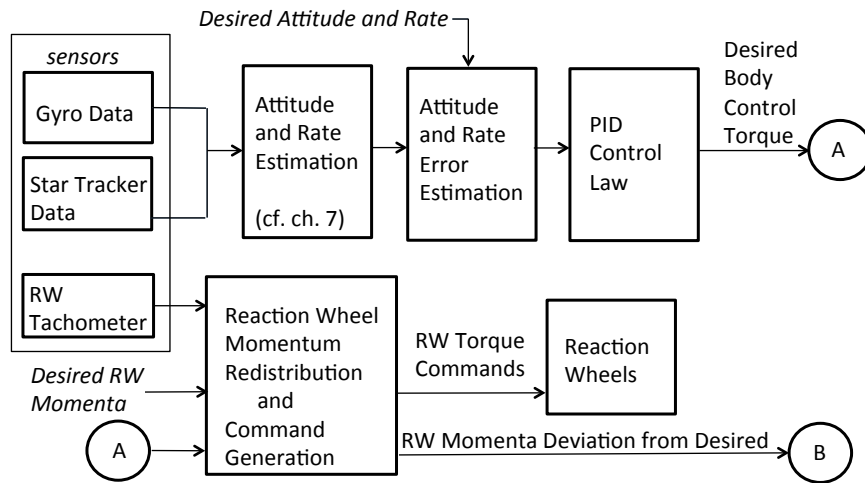 Desired Attitude and Rate
sensors
Gyro Data
Star Tracker
Data
Attitude
and Rate
Estimation
(cf. ch. 7)
Attitude
and Rate
Error
Estimation
PID
Control
Law
Desired
Body
Control
Torque
A
RW
Tachometer
Desired RW
Momenta
A
Reaction Wheel
Momentum
Redistribution
and
Command
Generation
RW Torque
Commands
Reaction
Wheels
RW Momenta Deviation from Desired
B